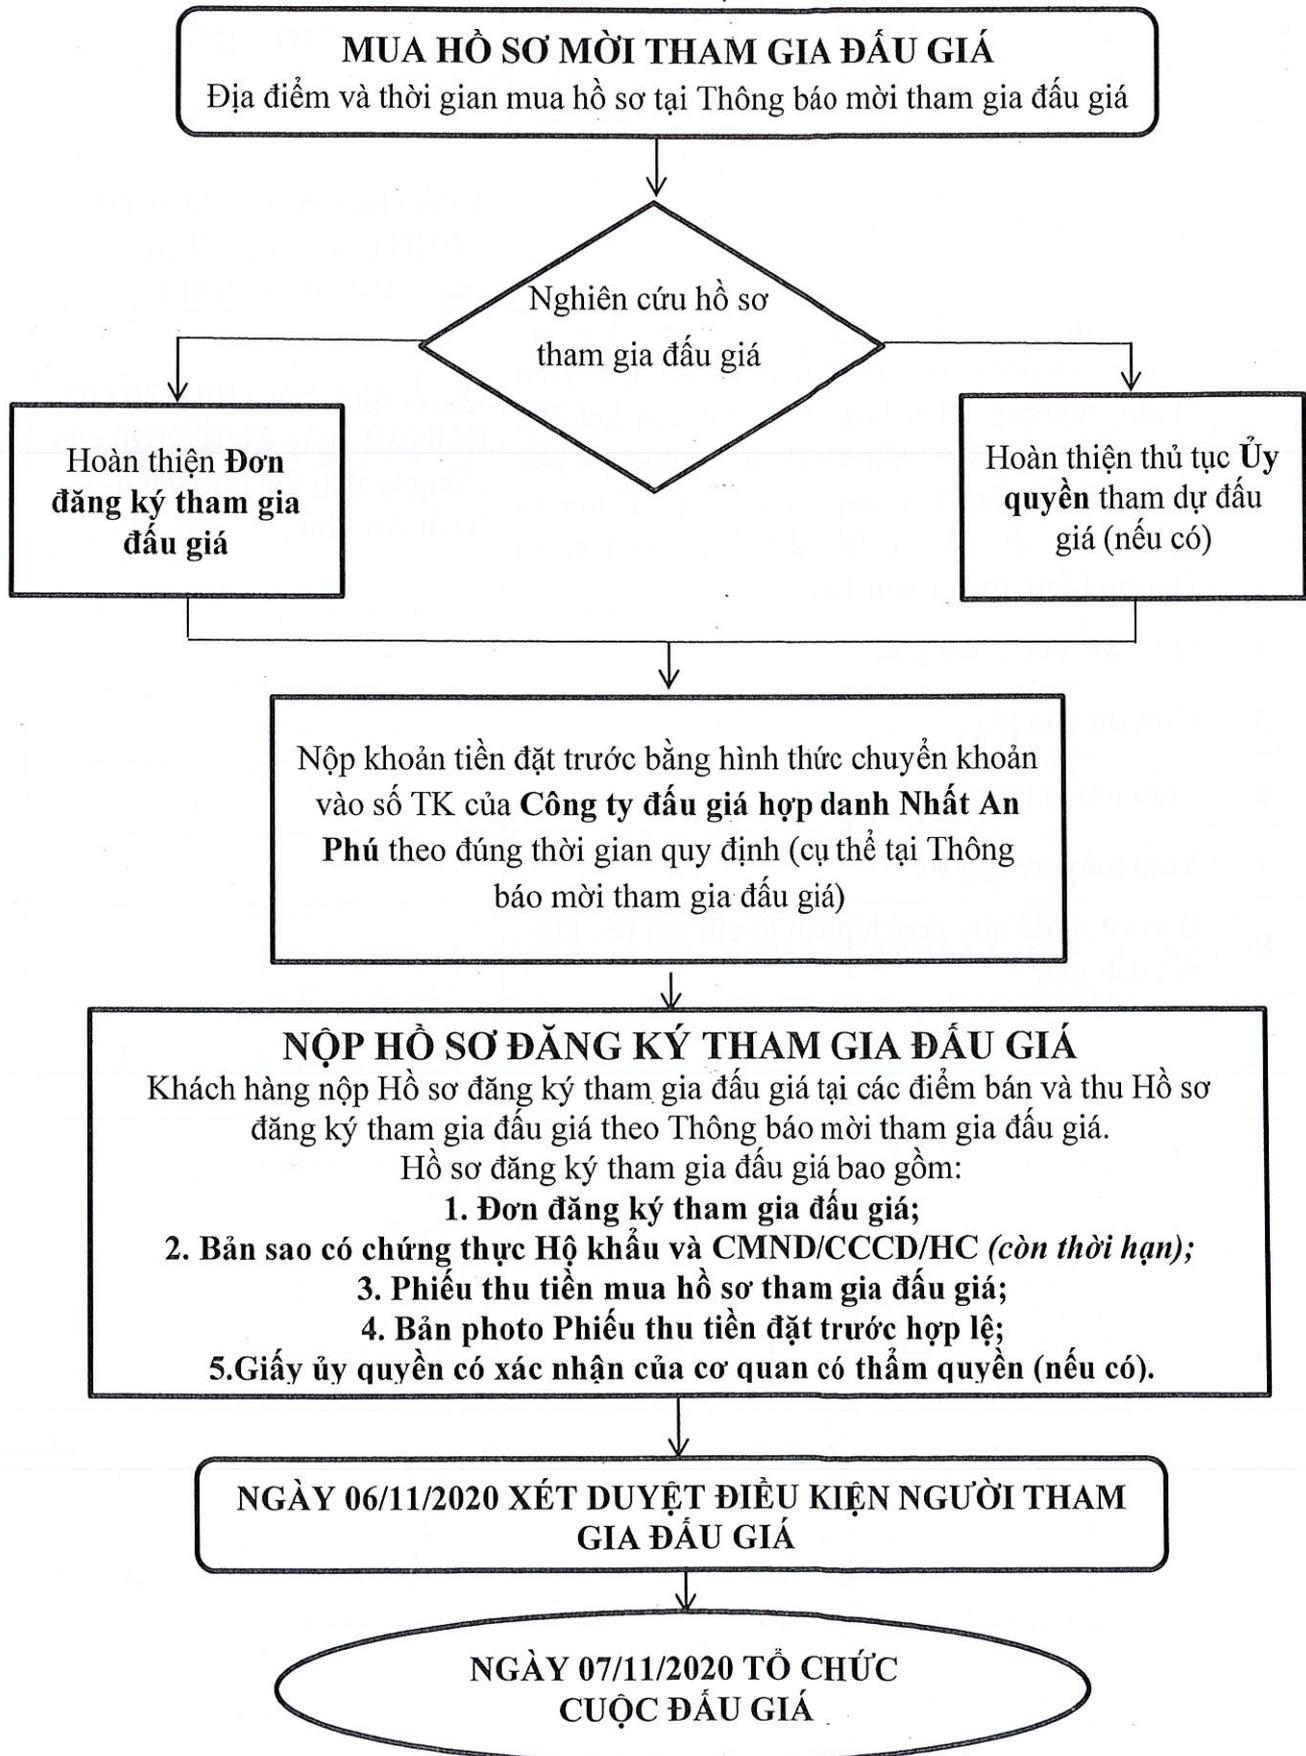 MUA HỒ SƠ MỜI THAM GIA ĐẤU GIÁ
Địa điểm và thời gian mua hồ sơ tại Thông báo mời tham gia đấu giá
Nghiên cứu hồ sơ
tham gia đấu giá
Hoàn thiện Đơn
đăng ký tham gia
đấu giá
Hoàn thiện thủ tục Ủy
quyền tham dự đấu
giá (nếu có)
Nộp khoản tiền đặt trước bằng hình thức chuyển khoản
vào số TK của Công ty đấu giá hợp danh Nhất An
Phú theo đúng thời gian quy định (cụ thể tại Thông
báo mời tham gia đấu giá)
NỘP HỒ SƠ ĐĂNG KÝ THAM GIA ĐẤU GIÁ
Khách hàng nộp Hồ sơ đăng ký tham gia đấu giá tại các điểm bán và thu Hồ sơ
đăng ký tham gia đấu giá theo Thông báo mời tham gia đấu giá.
Hồ sơ đăng ký tham gia đấu giá bao gồm:
1. Đơn đăng ký tham gia đấu giá;
2. Bản sao có chứng thực Hộ khẩu và CMND/CCCD/HC (còn thời hạn);
3. Phiếu thu tiền mua hồ sơ tham gia đấu giá;
4. Bản photo Phiếu thu tiền đặt trước hợp lệ;
5.Giấy ủy quyền có xác nhận của cơ quan có thẩm quyền (nếu có).
NGÀY 06/11/2020 XÉT DUYỆT ĐIỀU KIỆN NGƯỜI THAM
GIA ĐẤU GIÁ
NGÀY 07/11/2020 TỔ CHỨC
CUỘC ĐẤU GIÁ